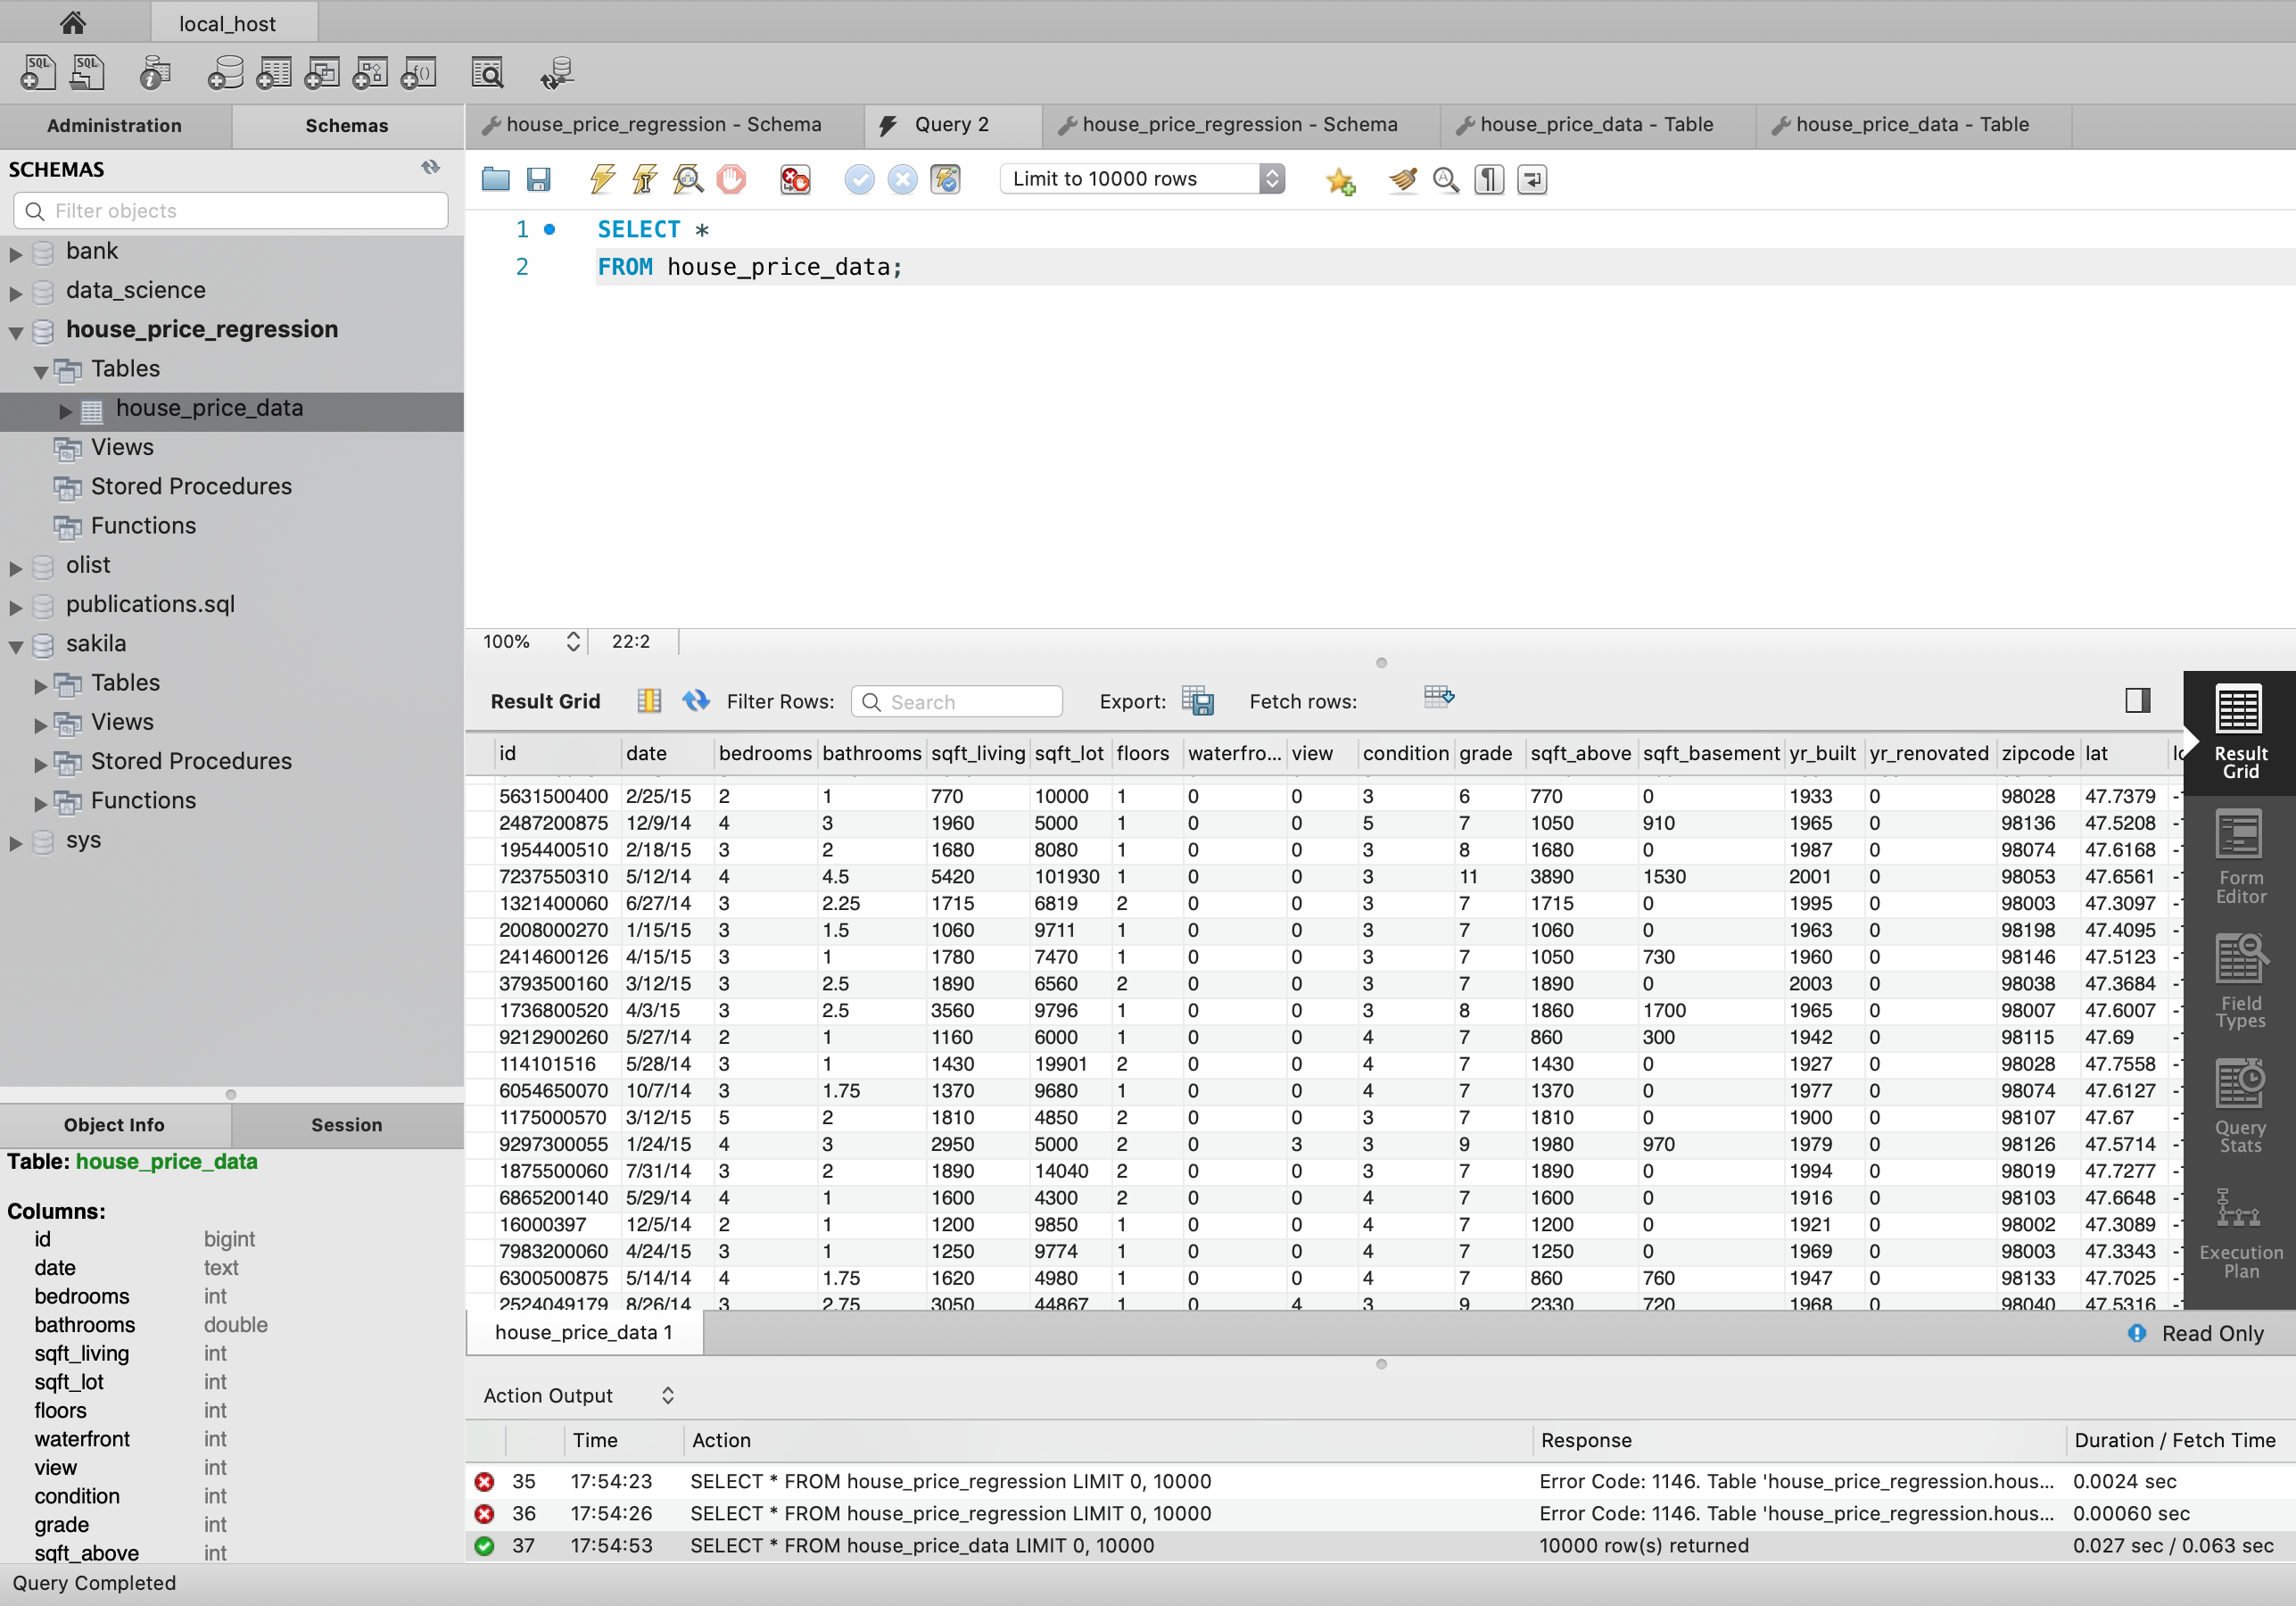 local_host
SQL SQL f()
Administration Schemas
house_price_regression - Schema Query 2 house_price_regression - Schema house_price_data - Table house_price_data - Table
SCHEMAS
Filter objects
bank
data_science
house_price_regression
Tables
house_price_data
Views
Stored Procedures
Functions
olist
publications.sql
sakila
Tables
Views
Stored Procedures
Functions
sys
Limit to 10000 rows
1 SELECT *
2 FROM house_price_data;
100% 22:2
Result Grid Filter Rows: Search Export: Fetch rows:
id date bedrooms bathrooms sqft_living sqft_lot floors waterfro... view condition grade sqft_above sqft_basement yr_built yr_renovated zipcode lat
5631500400 2/25/15 2 1 770 10000 1 0 0 3 6 770 0 1933 0 98028 47.7379
2487200875 12/9/14 4 3 1960 5000 1 0 0 5 7 1050 910 1965 0 98136 47.5208
1954400510 2/18/15 3 2 1680 8080 1 0 0 3 8 1680 0 1987 0 98074 47.6168
7237550310 5/12/14 4 4.5 5420 101930 1 0 0 3 11 3890 1530 2001 0 98053 47.6561
1321400060 6/27/14 3 2.25 1715 6819 2 0 0 3 7 1715 0 1995 0 98003 47.3097
2008000270 1/15/15 3 1.5 1060 9711 1 0 0 3 7 1060 0 1963 0 98198 47.4095
2414600126 4/15/15 3 1 1780 7470 1 0 0 3 7 1050 730 1960 0 98146 47.5123
3793500160 3/12/15 3 2.5 1890 6560 2 0 0 3 7 1890 0 2003 0 98038 47.3684
1736800520 4/3/15 3 2.5 3560 9796 1 0 0 3 8 1860 1700 1965 0 98007 47.6007
9212900260 5/27/14 2 1 1160 6000 1 0 0 4 7 860 300 1942 0 98115 47.69
114101516 5/28/14 3 1 1430 19901 2 0 0 4 7 1430 0 1927 0 98028 47.7558
6054650070 10/7/14 3 1.75 1370 9680 1 0 0 4 7 1370 0 1977 0 98074 47.6127
1175000570 3/12/15 5 2 1810 4850 2 0 0 3 7 1810 0 1900 0 98107 47.67
9297300055 1/24/15 4 3 2950 5000 2 0 3 3 9 1980 970 1979 0 98126 47.5714
1875500060 7/31/14 3 2 1890 14040 2 0 0 3 7 1890 0 1994 0 98019 47.7277
6865200140 5/29/14 4 1 1600 4300 2 0 0 4 7 1600 0 1916 0 98103 47.6648
16000397 12/5/14 2 1 1200 9850 1 0 0 4 7 1200 0 1921 0 98002 47.3089
7983200060 4/24/15 3 1 1250 9774 1 0 0 4 7 1250 0 1969 0 98003 47.3343
6300500875 5/14/14 4 1.75 1620 4980 1 0 0 4 7 860 760 1947 0 98133 47.7025
2524049179 8/26/14 3 2.75 3050 44867 1 0 4 3 9 2330 720 1968 0 98040 47.5316
Result
Grid
Form
Editor
Field
Types
Query
Stats
Execution
Plan
house_price_data 1 Read Only
Object Info Session
Table: house_price_data
Columns:
id bigint
date text
bedrooms int
bathrooms double
sqft_living int
sqft_lot int
floors int
waterfront int
view int
condition int
grade int
sqft_above int
Action Output
Time Action Response Duration / Fetch Time
35 17:54:23 SELECT * FROM house_price_regression LIMIT 0, 10000 Error Code: 1146. Table 'house_price_regression.hous... 0.0024 sec
36 17:54:26 SELECT * FROM house_price_regression LIMIT 0, 10000 Error Code: 1146. Table 'house_price_regression.hous... 0.00060 sec
37 17:54:53 SELECT * FROM house_price_data LIMIT 0, 10000 10000 row(s) returned 0.027 sec / 0.063 sec
Query Completed